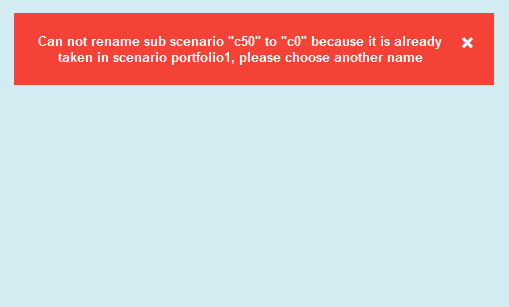 Can not rename sub scenario "c50" to "c0" because it is already
taken in scenario portfolio1, please choose another name